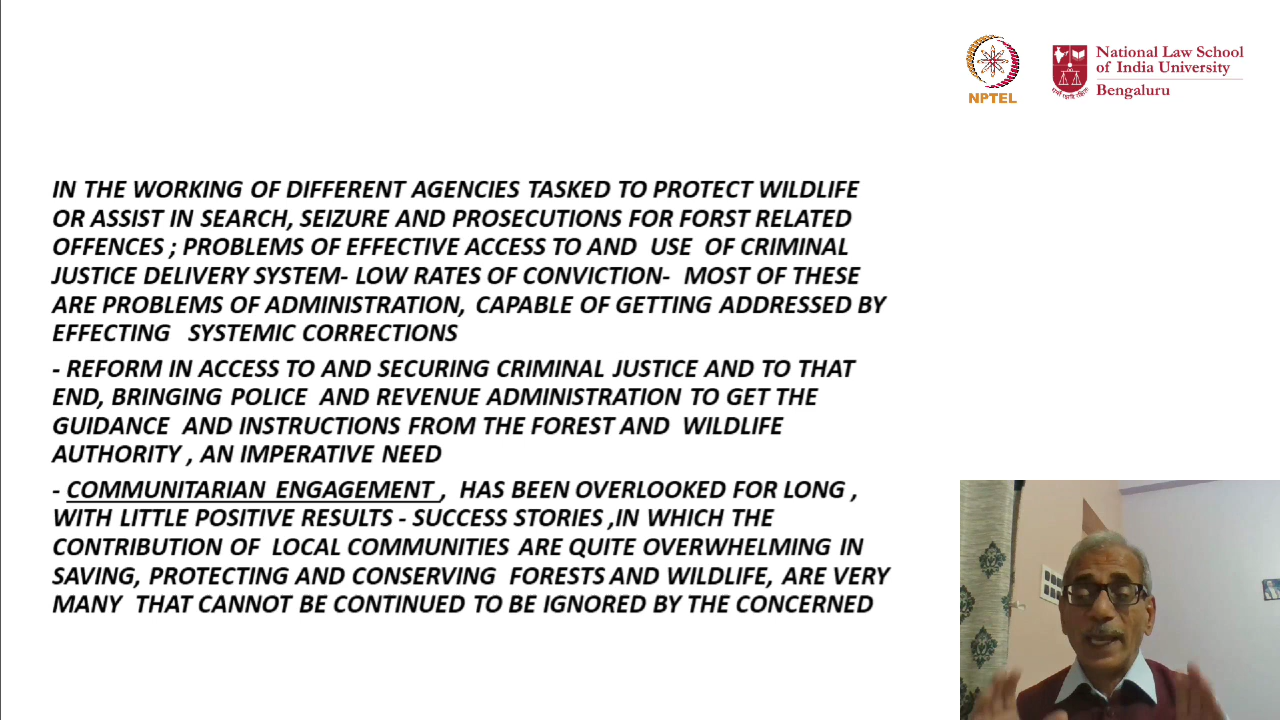 NPTEL
National Law School
of India University
Bengaluru
IN THE WORKING OF DIFFERENT AGENCIES TASKED TO PROTECT WILDLIFE
OR ASSIST IN SEARCH, SEIZURE AND PROSECUTIONS FOR FORST RELATED
OFFENCES ; PROBLEMS OF EFFECTIVE ACCESS TO AND USE OF CRIMINAL
JUSTICE DELIVERY SYSTEM- LOW RATES OF CONVICTION- MOST OF THESE
ARE PROBLEMS OF ADMINISTRATION, CAPABLE OF GETTING ADDRESSED BY
EFFECTING SYSTEMIC CORRECTIONS
- REFORM IN ACCESS TO AND SECURING CRIMINAL JUSTICE AND TO THAT
END, BRINGING POLICE AND REVENUE ADMINISTRATION TO GET THE
GUIDANCE AND INSTRUCTIONS FROM THE FOREST AND WILDLIFE
AUTHORITY , AN IMPERATIVE NEED
- COMMUNITARIAN ENGAGEMENT , HAS BEEN OVERLOOKED FOR LONG ,
WITH LITTLE POSITIVE RESULTS - SUCCESS STORIES ,IN WHICH THE
CONTRIBUTION OF LOCAL COMMUNITIES ARE QUITE OVERWHELMING IN
SAVING, PROTECTING AND CONSERVING FORESTS AND WILDLIFE, ARE VERY
MANY THAT CANNOT BE CONTINUED TO BE IGNORED BY THE CONCERNED